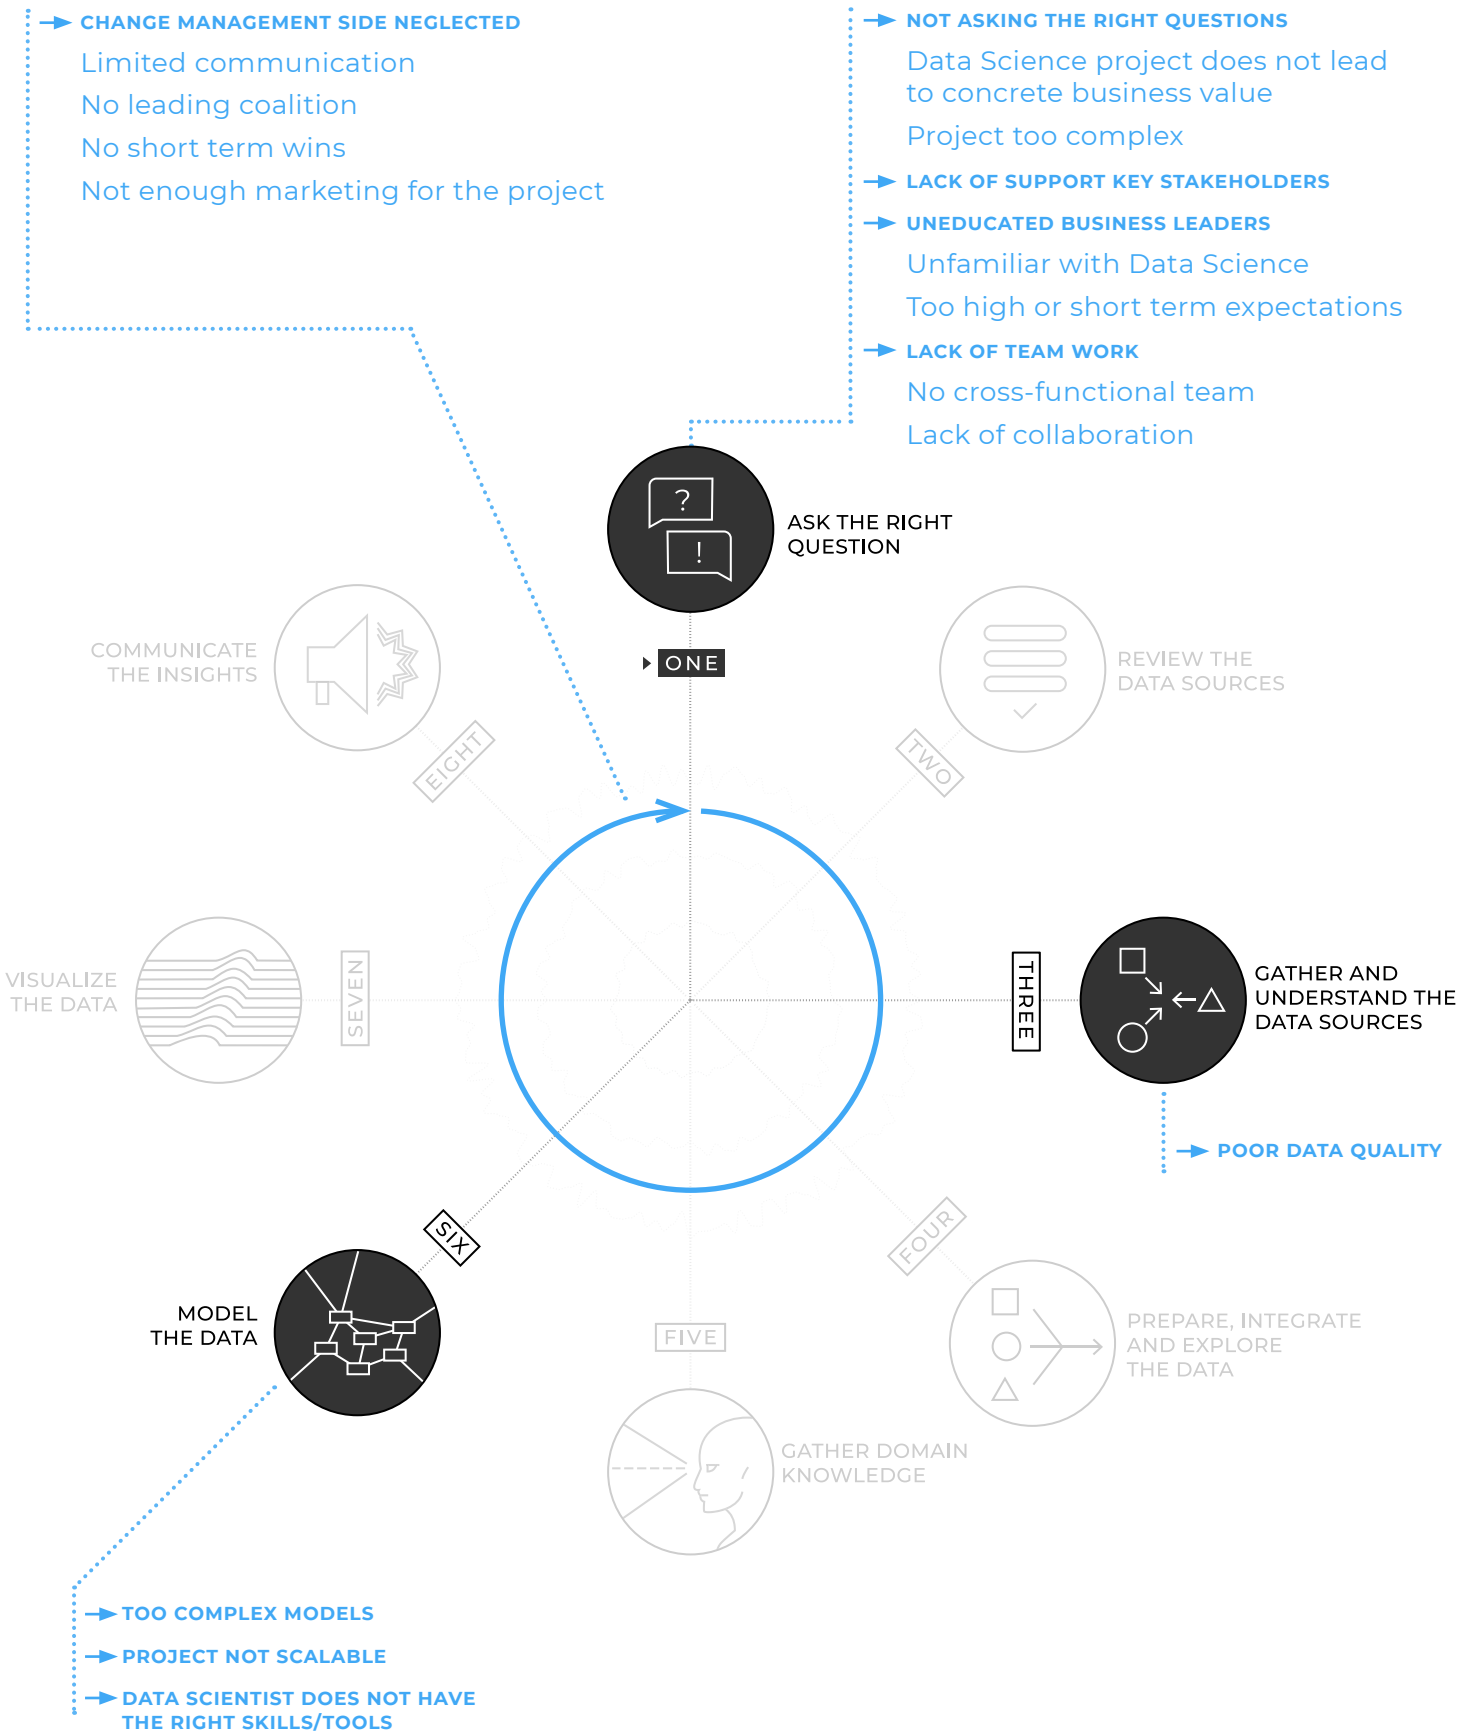 CHANGE MANAGEMENT SIDE NEGLECTED
Limited communication
No leading coalition
No short term wins
Not enough marketing for the project
NOT ASKING THE RIGHT QUESTIONS
Data Science project does not lead
to concrete business value
Project too complex
LACK OF SUPPORT KEY STAKEHOLDERS
UNEDUCATED BUSINESS LEADERS
Unfamiliar with Data Science
Too high or short term expectations
LACK OF TEAM WORK
No cross-functional team
Lack of collaboration
?
!
ASK THE RIGHT
QUESTION
ONE
COMMUNICATE
THE INSIGHTS
EIGHT
REVIEW THE
DATA SOURCES
TWO
VISUALIZE
THE DATA
SEVEN
THREE
GATHER AND
UNDERSTAND THE
DATA SOURCES
POOR DATA QUALITY
SIX
MODEL
THE DATA
FOUR
PREPARE, INTEGRATE
AND EXPLORE
THE DATA
FIVE
GATHER DOMAIN
KNOWLEDGE
TOO COMPLEX MODELS
PROJECT NOT SCALABLE
DATA SCIENTIST DOES NOT HAVE
THE RIGHT SKILLS/TOOLS